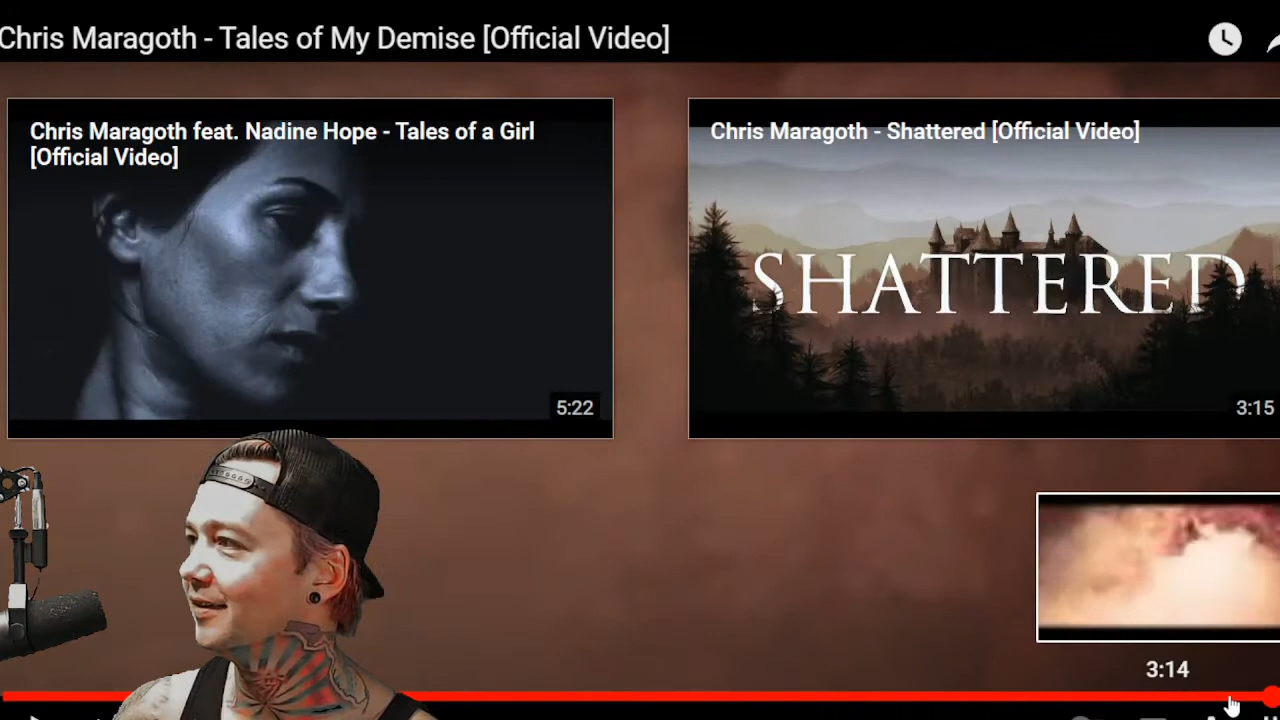 Chris Maragoth - Tales of My Demise [Official Video]
Chris Maragoth feat. Nadine Hope - Tales of a Girl
[Official Video]
5:22
Chris Maragoth - Shattered [Official Video]
SHATTERED
3:15
3:14